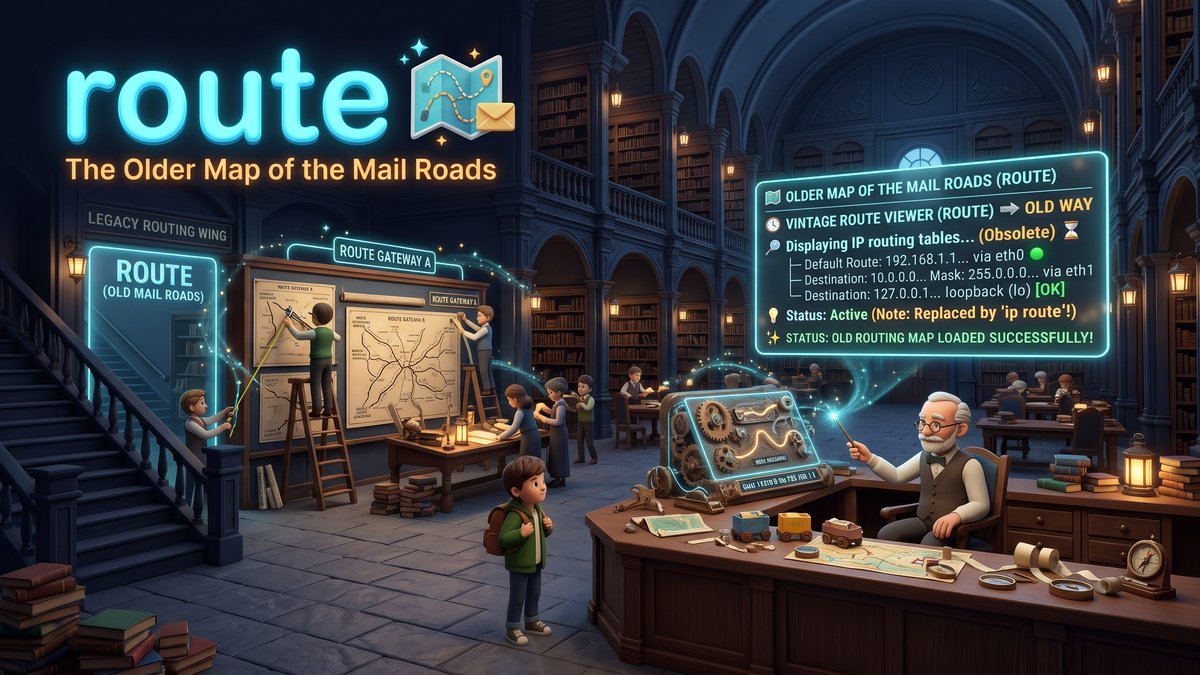 route
The Older Map of the Mail Roads
LEGACY ROUTING WING
ROUTE
(OLD MAIL ROADS)
ROUTE GATEWAY A
ROUTE GATEWAY A
ROUTE GATEWAY A
ROUTE GATEWAY A
OLDER MAP OF THE MAIL ROADS (ROUTE)
VINTAGE ROUTE VIEWER (ROUTE) ➡ OLD WAY
Displaying IP routing tables... (Obsolete)
Default Route: 192.168.1.1... via eth0
Destination: 10.0.0.0... Mask: 255.0.0.0... via eth1
Destination: 127.0.0.1... loopback (lo) [OK]
Status: Active (Note: Replaced by 'ip route'!)
STATUS: OLD ROUTING MAP LOADED SUCCESSFULLY!